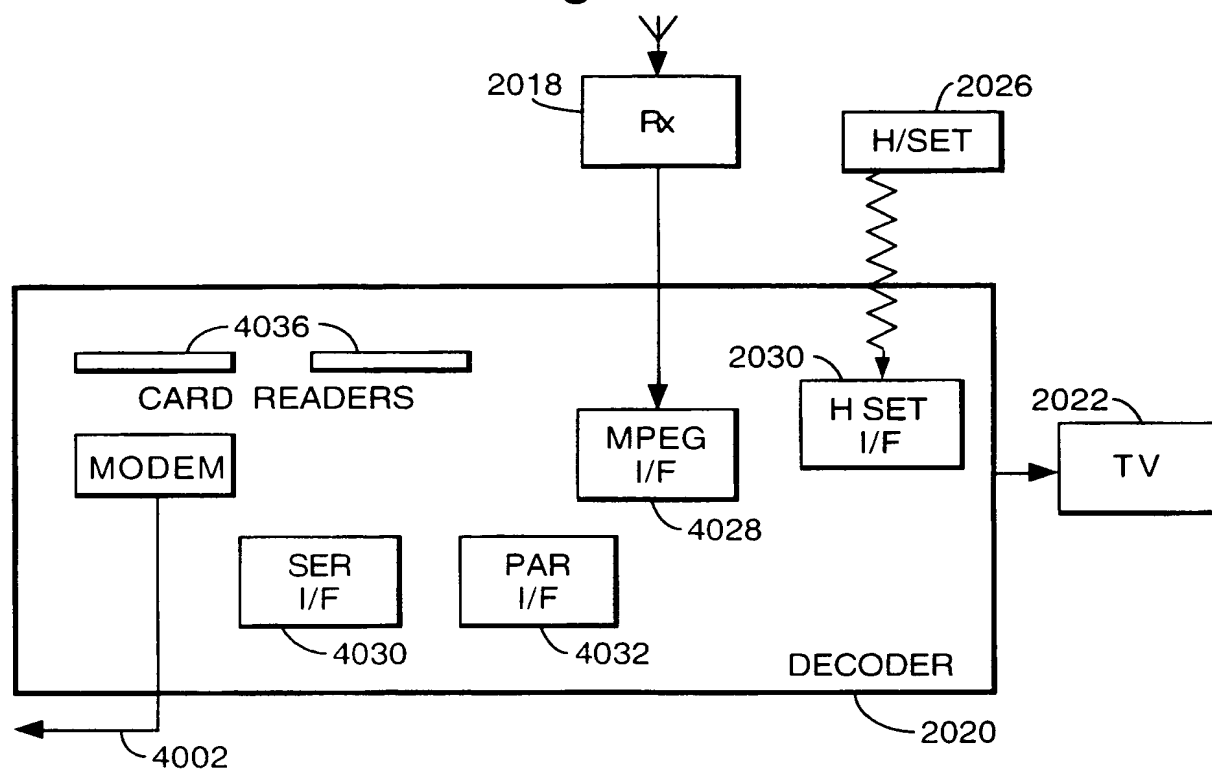 2018
Rx
2026
H/SET
4036
CARD READERS
2030
H SET
I/F
2022
TV
MODEM
MPEG
I/F
4028
SER
I/F
4030
PAR
I/F
4032
DECODER
2020
4002